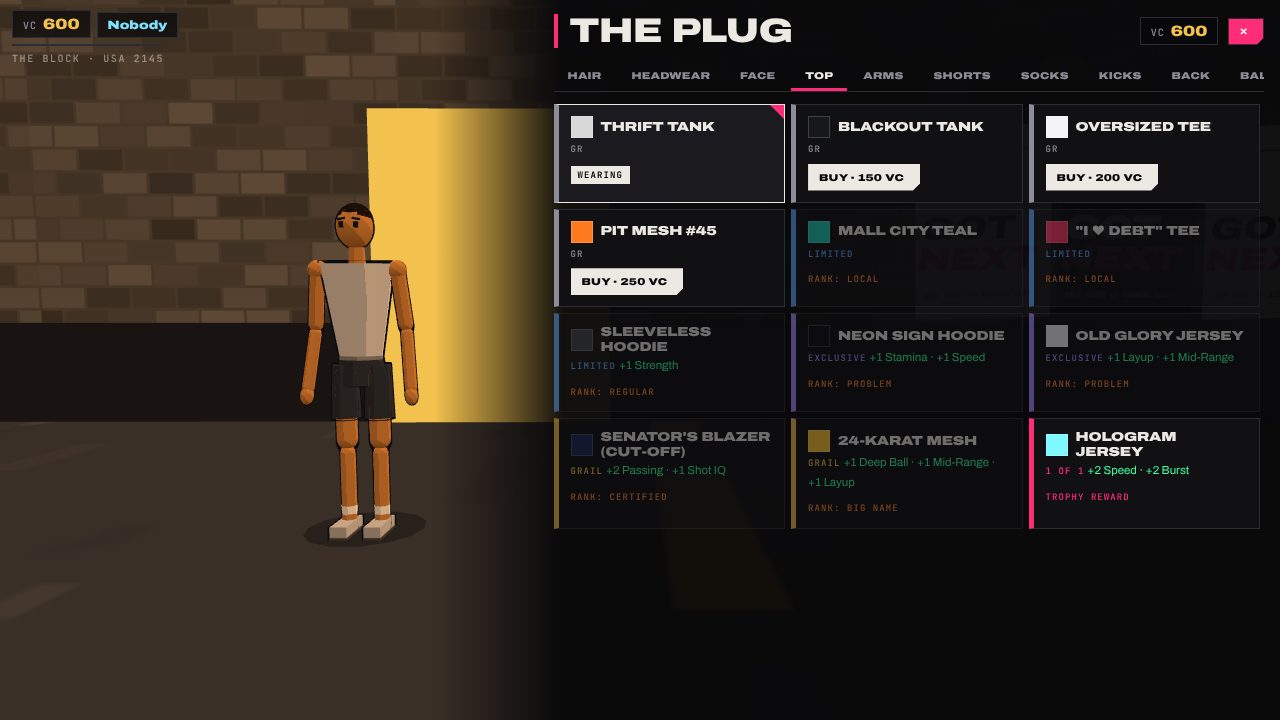 VC 600
Nobody
THE BLOCK · USA 2145
THE PLUG
VC 600
×
HAIR
HEADWEAR
FACE
TOP
ARMS
SHORTS
SOCKS
KICKS
BACK
BAL
THRIFT TANK
GR
WEARING
BLACKOUT TANK
GR
BUY · 150 VC
OVERSIZED TEE
GR
BUY · 200 VC
PIT MESH #45
GR
BUY · 250 VC
MALL CITY TEAL
LIMITED
RANK: LOCAL
"I ♥ DEBT" TEE
LIMITED
RANK: LOCAL
SLEEVELESS
HOODIE
LIMITED +1 Strength
RANK: REGULAR
NEON SIGN HOODIE
EXCLUSIVE +1 Stamina · +1 Speed
RANK: PROBLEM
OLD GLORY JERSEY
EXCLUSIVE +1 Layup · +1 Mid-Range
RANK: PROBLEM
SENATOR'S BLAZER
(CUT-OFF)
GRAIL +2 Passing · +1 Shot IQ
RANK: CERTIFIED
24-KARAT MESH
GRAIL +1 Deep Ball · +1 Mid-Range ·
+1 Layup
RANK: BIG NAME
HOLOGRAM
JERSEY
1 OF 1 +2 Speed · +2 Burst
TROPHY REWARD
GOT
NEXT